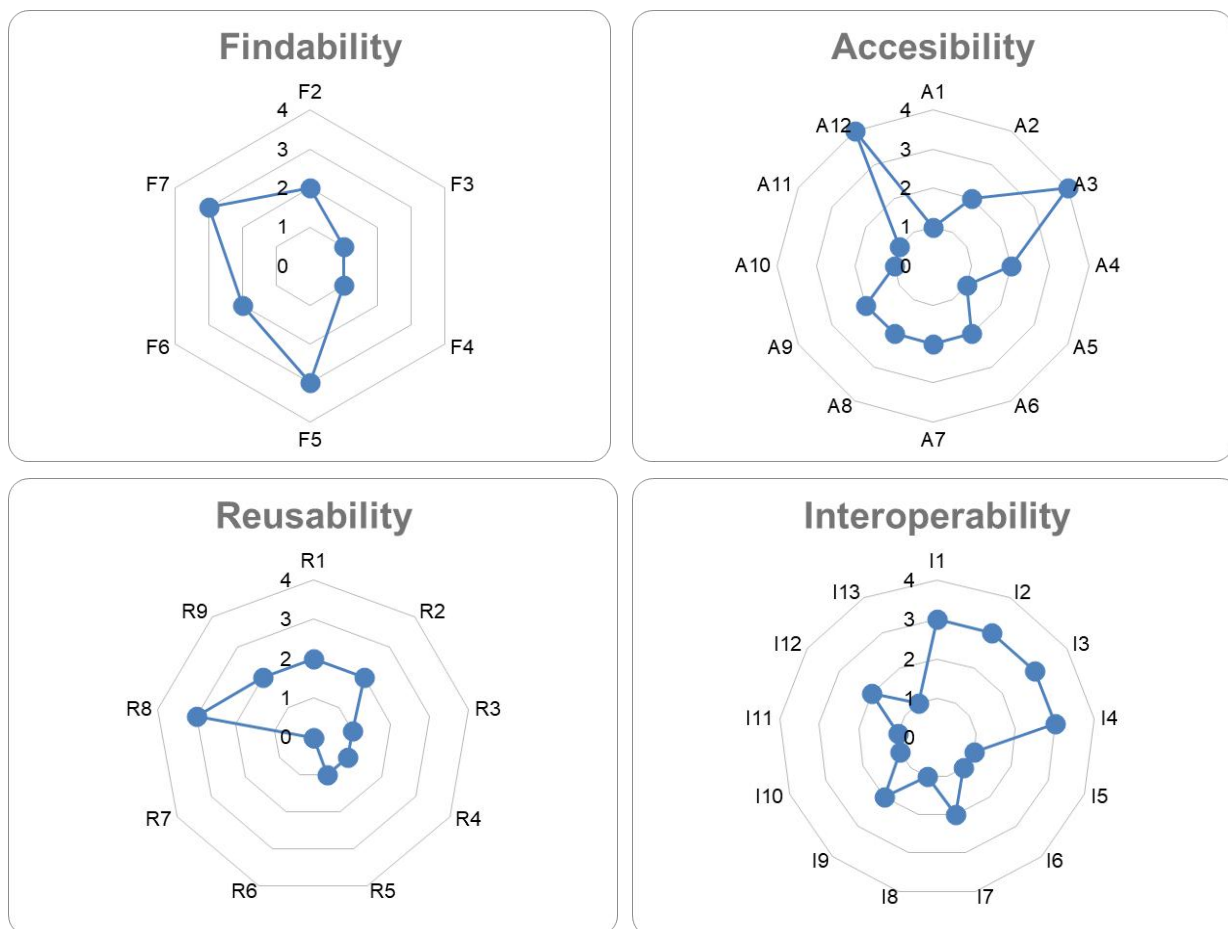 Findability
F2
F3
F4
F5
F6
F7
4
3
2
1
0
Accesibility
A1
A2
A3
A4
A5
A6
A7
A8
A9
A10
A11
A12
4
3
2
1
0
Reusability
R1
R2
R3
R4
R5
R6
R7
R8
R9
4
3
2
1
0
Interoperability
I1
I2
I3
I4
I5
I6
I7
I8
I9
I10
I11
I12
I13
4
3
2
1
0